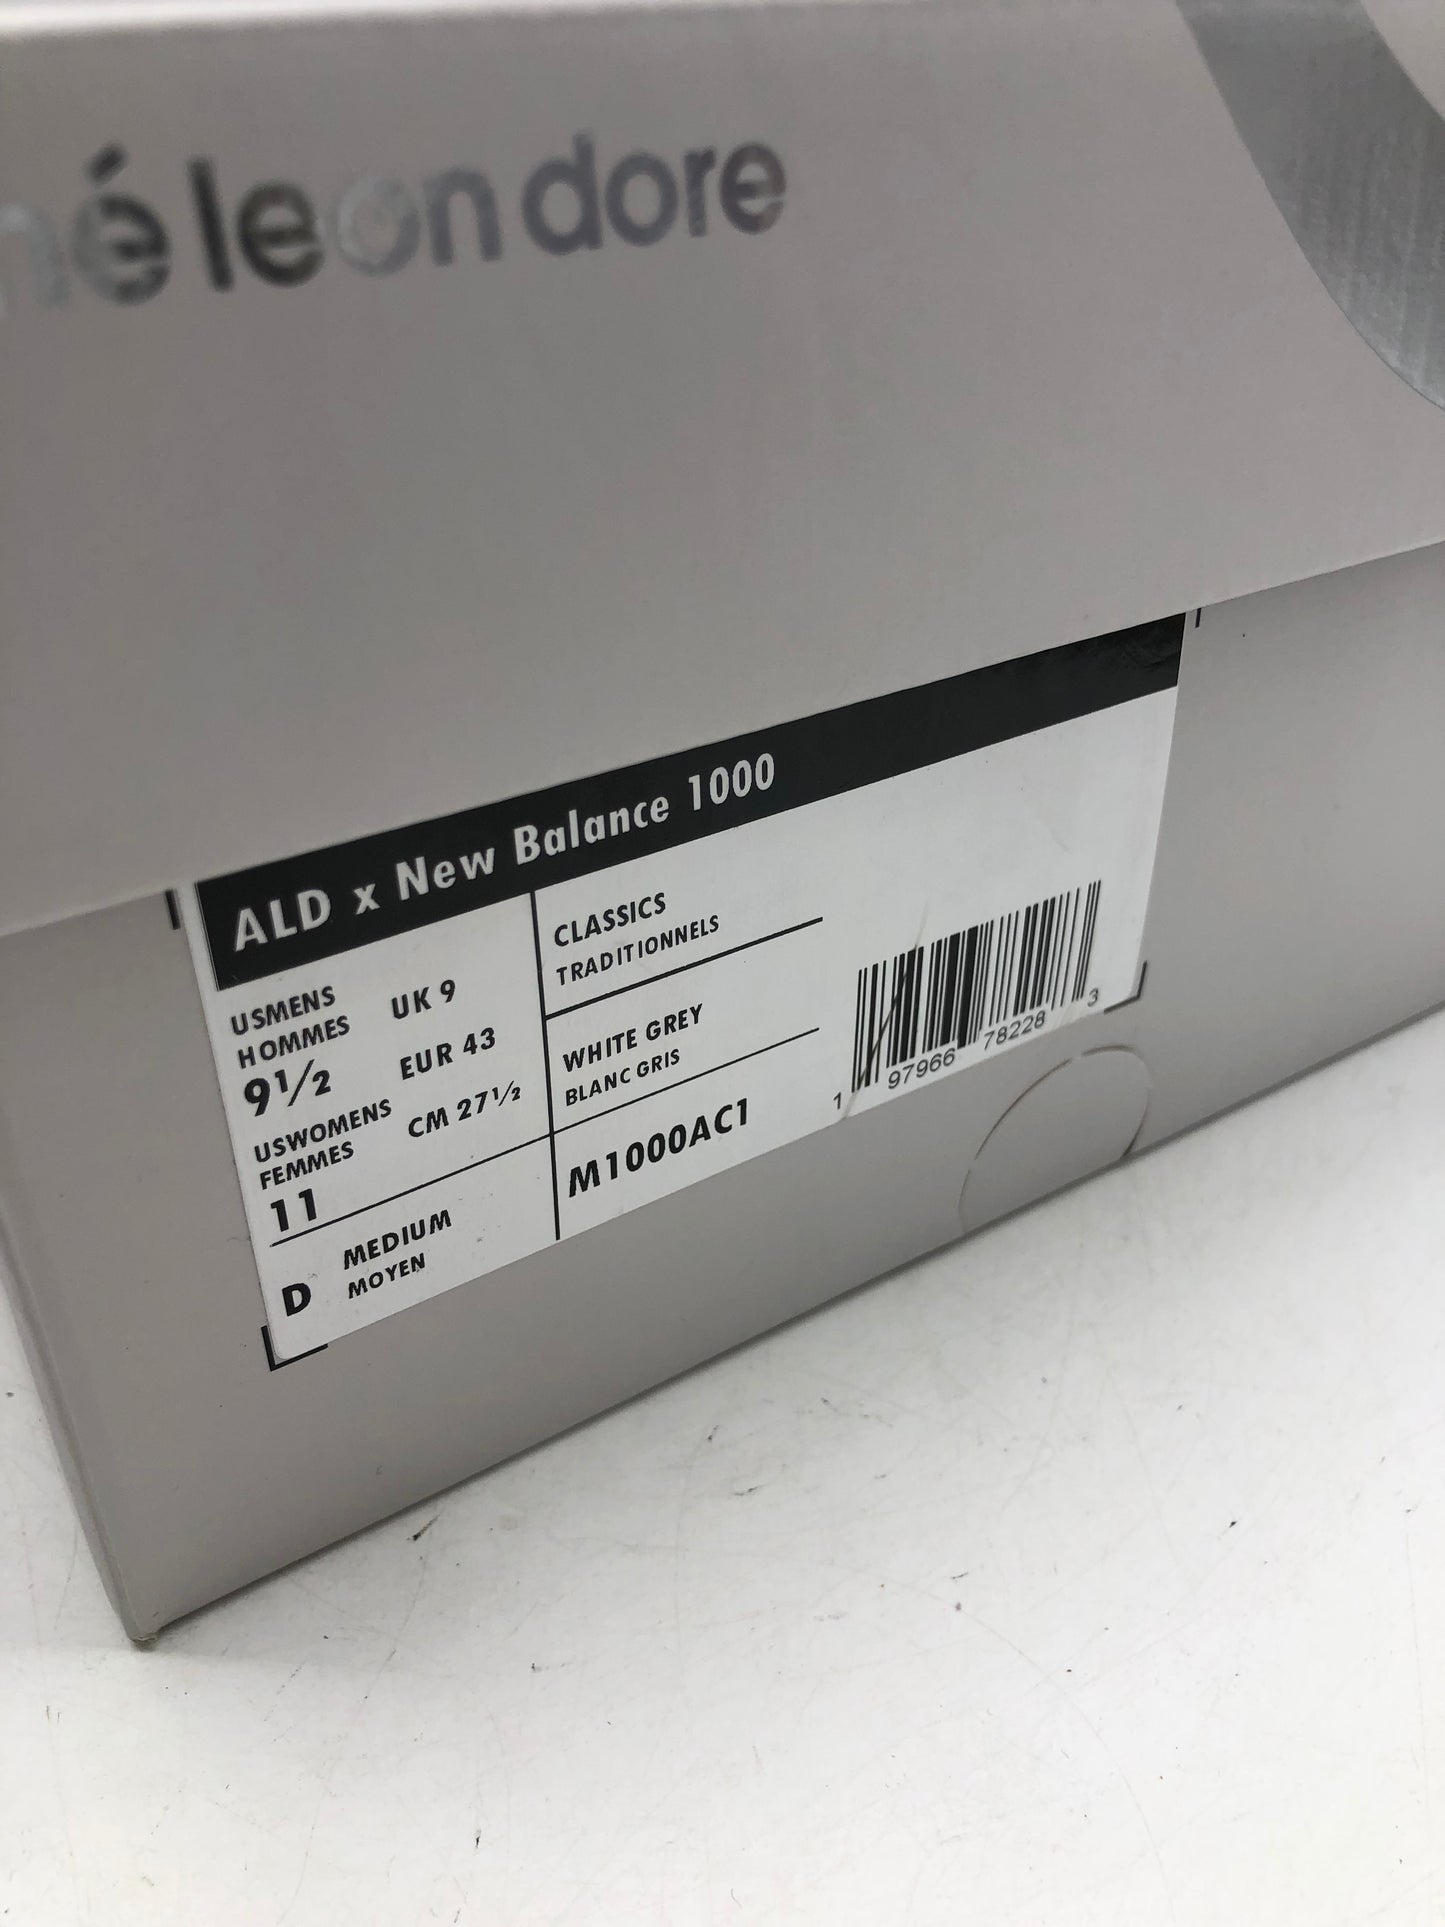 né leon dore
ALD x New Balance 1000
USMENS
HOMMES
9½
USWOMENS
FEMMES
11
UK 9
EUR 43
CM 27½
D
MEDIUM
MOYEN
CLASSICS
TRADITIONNELS
WHITE GREY
BLANC GRIS
M1000AC1
1 97966 78228 3